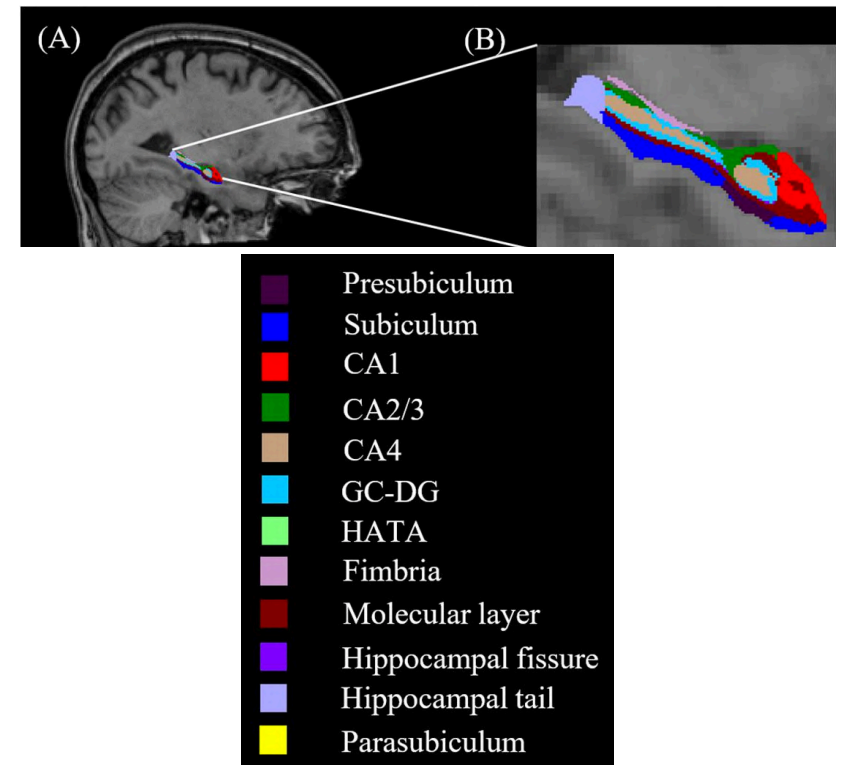 (A)
(B)
Presubiculum
Subiculum
CA1
CA2/3
CA4
GC-DG
HATA
Fimbria
Molecular layer
Hippocampal fissure
Hippocampal tail
Parasubiculum